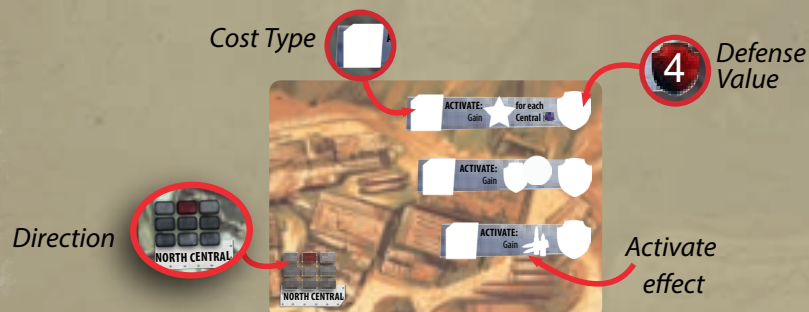 Cost Type
4
Defense
Value
ACTIVATE:
Gain
for each
Central
ACTIVATE:
Gain
Direction
NORTH CENTRAL
ACTIVATE:
Gain
NORTH CENTRAL
Activate
effect